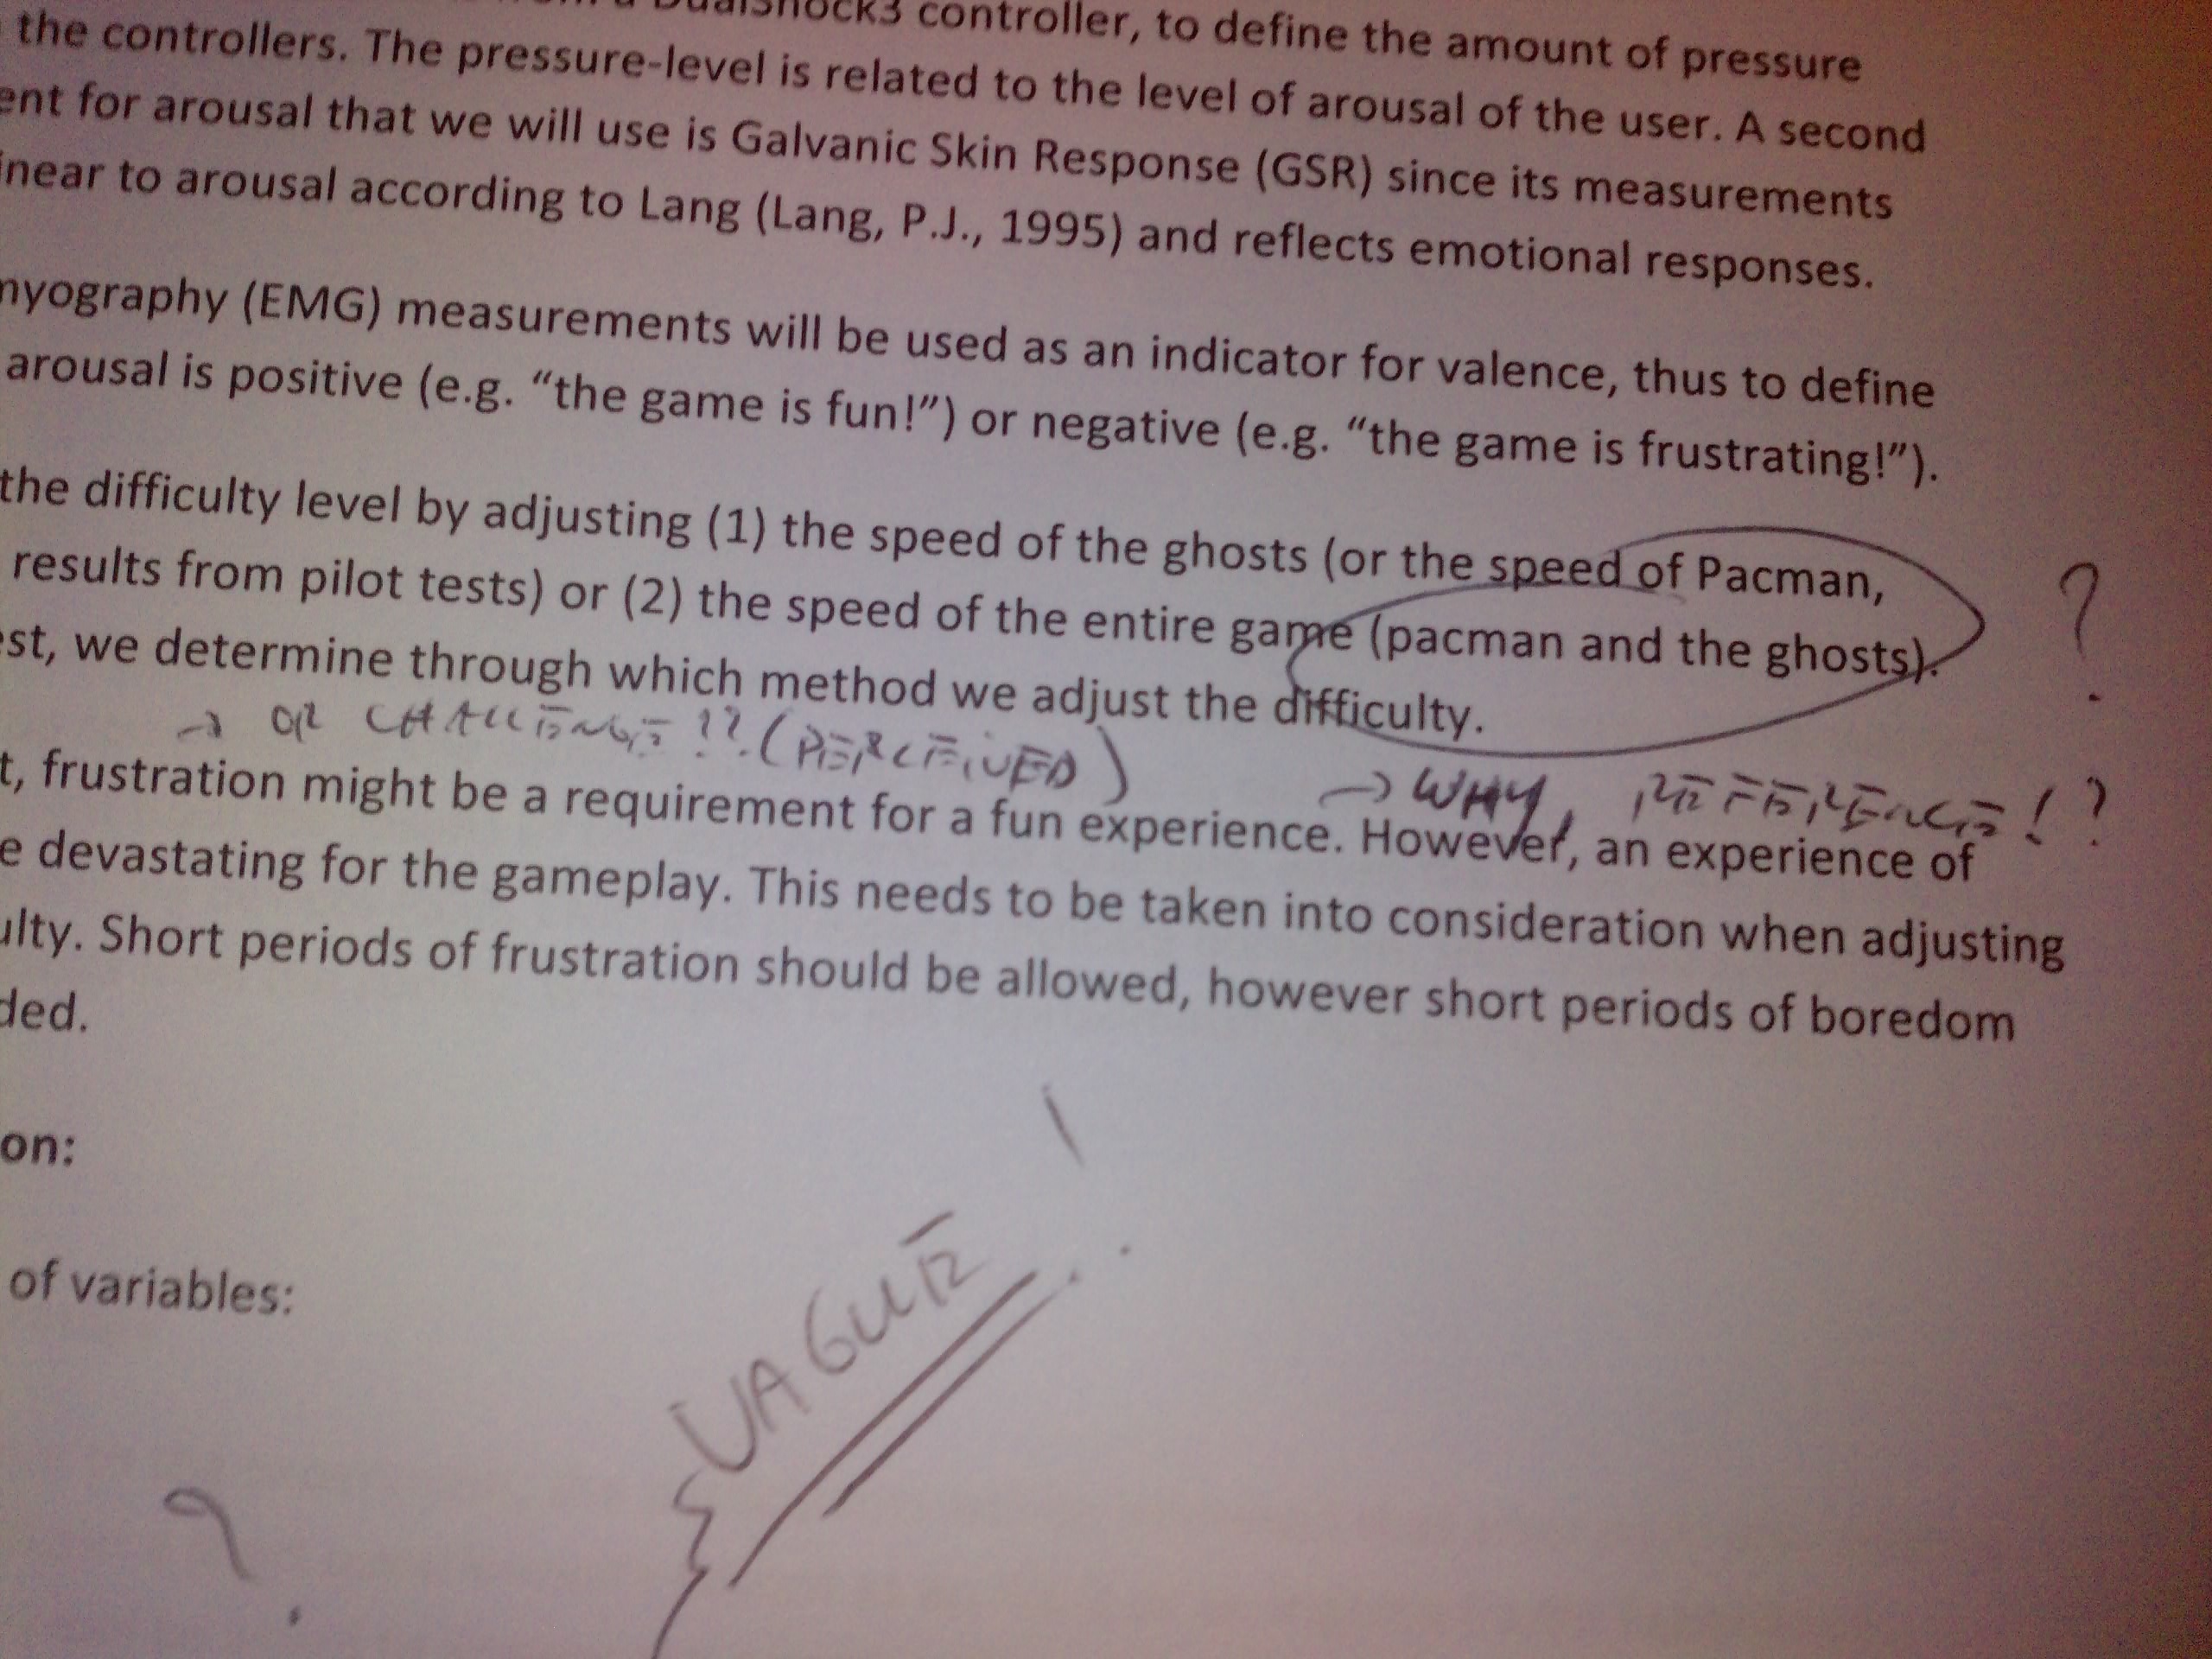 DualShock3 controller, to define the amount of pressure
the controllers. The pressure-level is related to the level of arousal of the user. A second
ent for arousal that we will use is Galvanic Skin Response (GSR) since its measurements
inear to arousal according to Lang (Lang, P.J., 1995) and reflects emotional responses.
myography (EMG) measurements will be used as an indicator for valence, thus to define
arousal is positive (e.g. “the game is fun!”) or negative (e.g. “the game is frustrating!”).
the difficulty level by adjusting (1) the speed of the ghosts (or the speed of Pacman,
?
results from pilot tests) or (2) the speed of the entire game (pacman and the ghosts).
est, we determine through which method we adjust the difficulty.
→ OR CHALLENGE ??. (PERCEIVED)
→ WHY, REFERENCE!?
t, frustration might be a requirement for a fun experience. However, an experience of
e devastating for the gameplay. This needs to be taken into consideration when adjusting
ulty. Short periods of frustration should be allowed, however short periods of boredom
ded.
on:
of variables:
VAGUE !
?